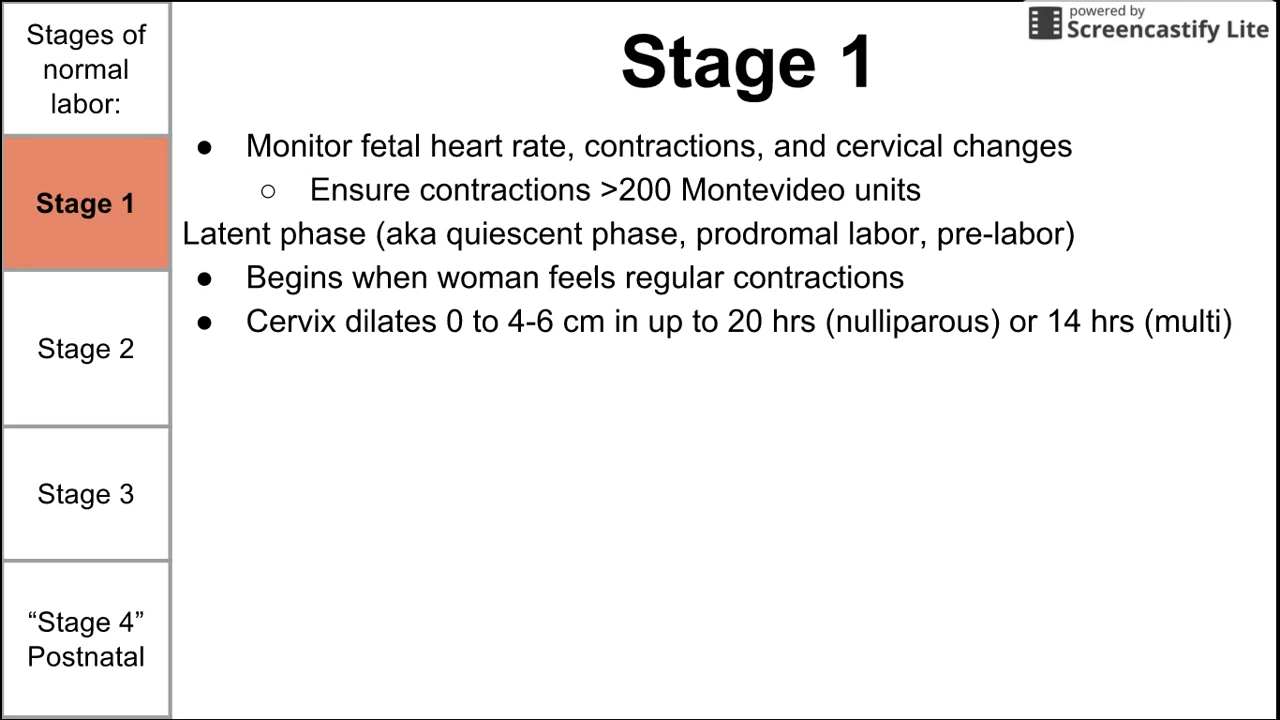 Stages of
normal
labor:
Stage 1
Stage 2
Stage 3
“Stage 4”
Postnatal
powered by
Screencastify Lite
Stage 1
● Monitor fetal heart rate, contractions, and cervical changes
○ Ensure contractions >200 Montevideo units
Latent phase (aka quiescent phase, prodromal labor, pre-labor)
● Begins when woman feels regular contractions
● Cervix dilates 0 to 4-6 cm in up to 20 hrs (nulliparous) or 14 hrs (multi)